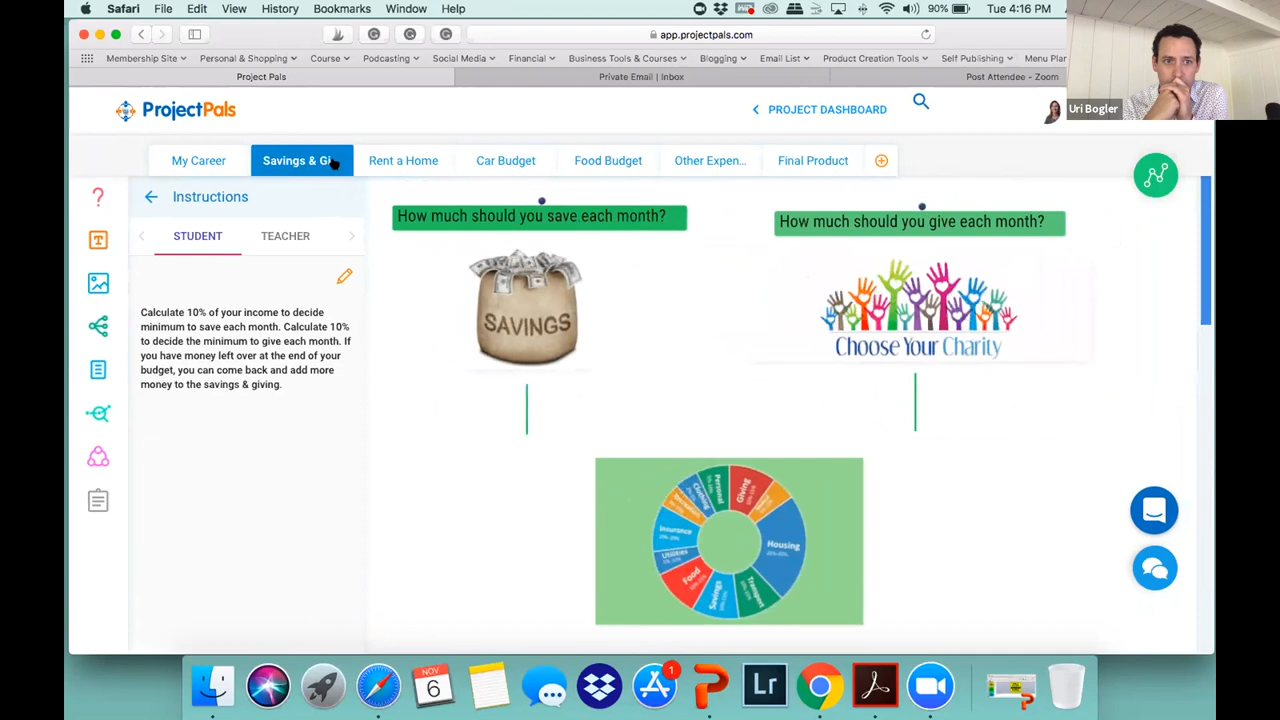 Safari File Edit View History Bookmarks Window Help
90% Tue 4:16 PM
app.projectpals.com
Membership Site Personal & Shopping Course Podcasting Social Media Financial Business Tools & Courses Blogging Email List Product Creation Tools Self Publishing Menu Plan
Project Pals Private Email | Inbox Post Attendee - Zoom
Uri Bogler
ProjectPals
PROJECT DASHBOARD
My Career Savings & Gi Rent a Home Car Budget Food Budget Other Expen... Final Product
Instructions
STUDENT TEACHER
Calculate 10% of your income to decide
minimum to save each month. Calculate 10%
to decide the minimum to give each month. If
you have money left over at the end of your
budget, you can come back and add more
money to the savings & giving.
How much should you save each month?
How much should you give each month?
SAVINGS
Choose Your Charity
Personal
Giving
Clothing
Housing
Insurance
Utilities
Food
Savings
Transport
NOV
6
1
Lr